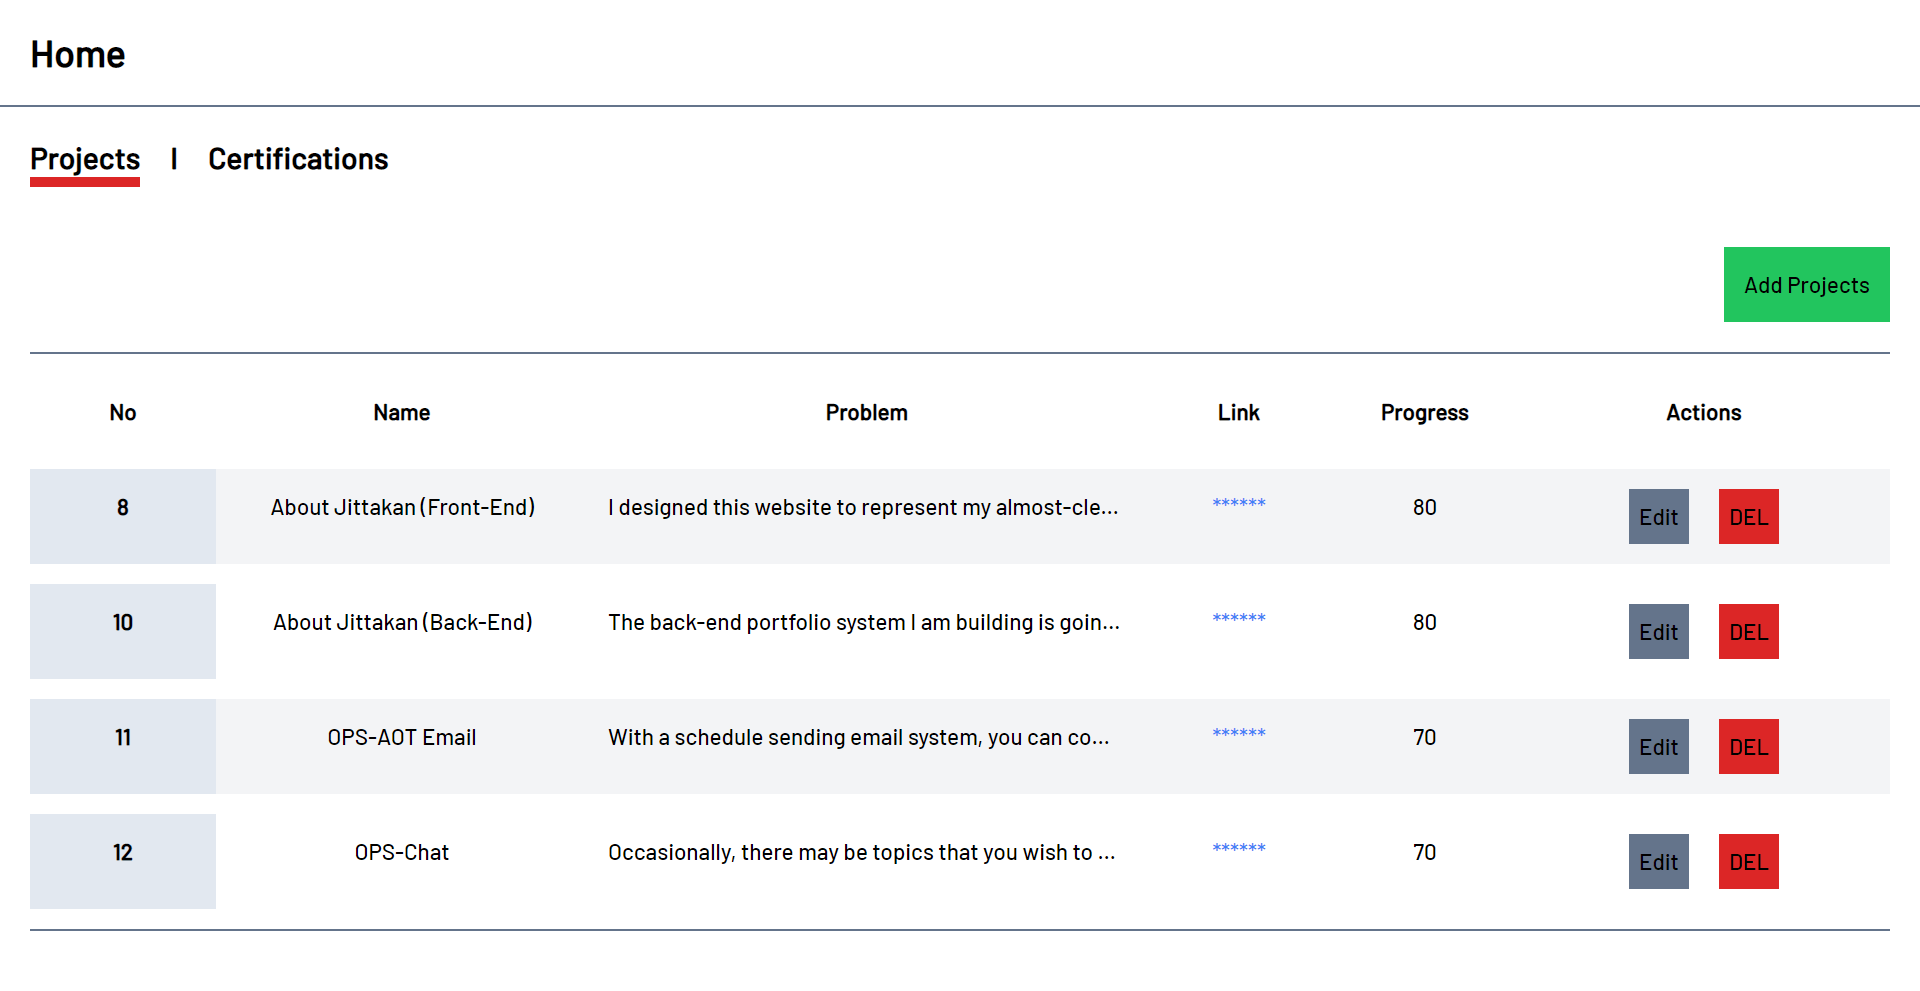 Home
Projects | Certifications
Add Projects
No Name Problem Link Progress Actions
8 About Jittakan (Front-End) I designed this website to represent my almost-cle... ****** 80 Edit DEL
10 About Jittakan (Back-End) The back-end portfolio system I am building is goin... ****** 80 Edit DEL
11 OPS-AOT Email With a schedule sending email system, you can co... ****** 70 Edit DEL
12 OPS-Chat Occasionally, there may be topics that you wish to ... ****** 70 Edit DEL